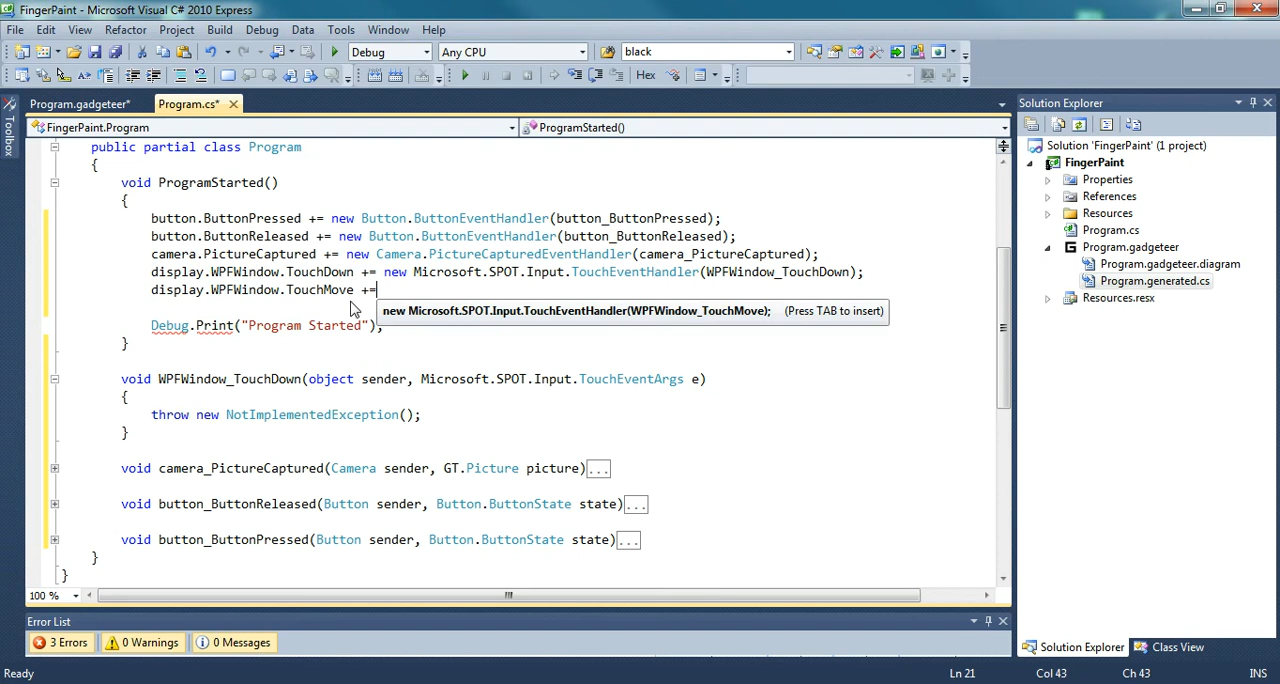 FingerPaint - Microsoft Visual C# 2010 Express
File Edit View Refactor Project Build Debug Data Tools Window Help
Debug Any CPU black
Hex
Program.gadgeteer* Program.cs*
Toolbox
FingerPaint.Program ProgramStarted()
public partial class Program
{
void ProgramStarted()
{
button.ButtonPressed += new Button.ButtonEventHandler(button_ButtonPressed);
button.ButtonReleased += new Button.ButtonEventHandler(button_ButtonReleased);
camera.PictureCaptured += new Camera.PictureCapturedEventHandler(camera_PictureCaptured);
display.WPFWindow.TouchDown += new Microsoft.SPOT.Input.TouchEventHandler(WPFWindow_TouchDown);
display.WPFWindow.TouchMove +=
new Microsoft.SPOT.Input.TouchEventHandler(WPFWindow_TouchMove); (Press TAB to insert)
Debug.Print("Program Started");
}
void WPFWindow_TouchDown(object sender, Microsoft.SPOT.Input.TouchEventArgs e)
{
throw new NotImplementedException();
}
void camera_PictureCaptured(Camera sender, GT.Picture picture)...
void button_ButtonReleased(Button sender, Button.ButtonState state)...
void button_ButtonPressed(Button sender, Button.ButtonState state)...
}
}
100 %
Error List
3 Errors 0 Warnings 0 Messages
Solution Explorer
Solution 'FingerPaint' (1 project)
FingerPaint
Properties
References
Resources
Program.cs
Program.gadgeteer
Program.gadgeteer.diagram
Program.generated.cs
Resources.resx
Solution Explorer Class View
Ready Ln 21 Col 43 Ch 43 INS